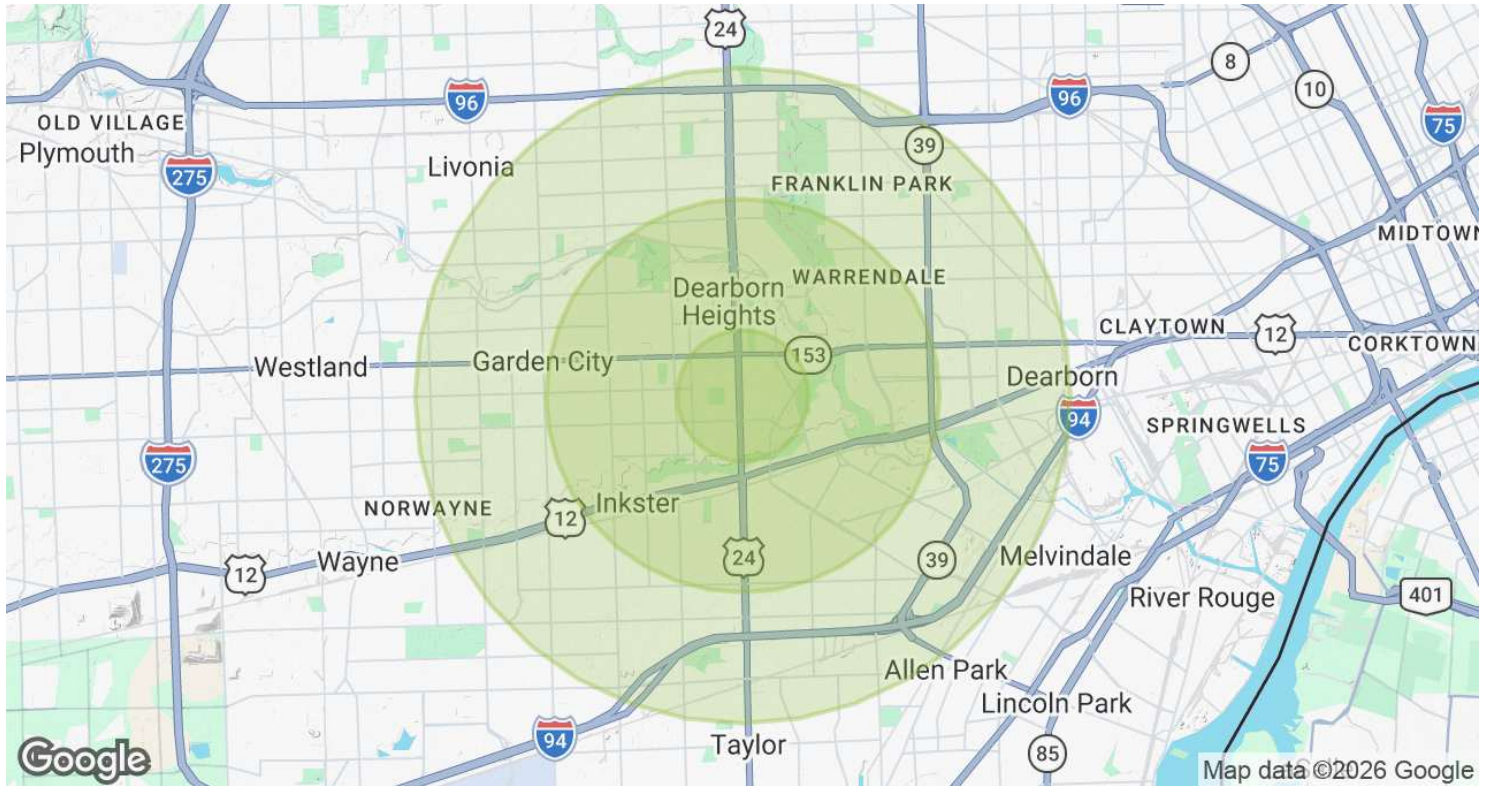 24
8
96
96
10
OLD VILLAGE
75
Plymouth
39
Livonia
275
FRANKLIN PARK
MIDTOWN
WARRENDALE
Dearborn
Heights
CLAYTOWN
12
153
CORKTOWN
Garden City
Westland
Dearborn
94
SPRINGWELLS
275
75
Inkster
NORWAYNE
12
24
39
Melvindale
Wayne
12
River Rouge
401
Allen Park
Lincoln Park
94
Taylor
85
Google
Map data ©2026 Google